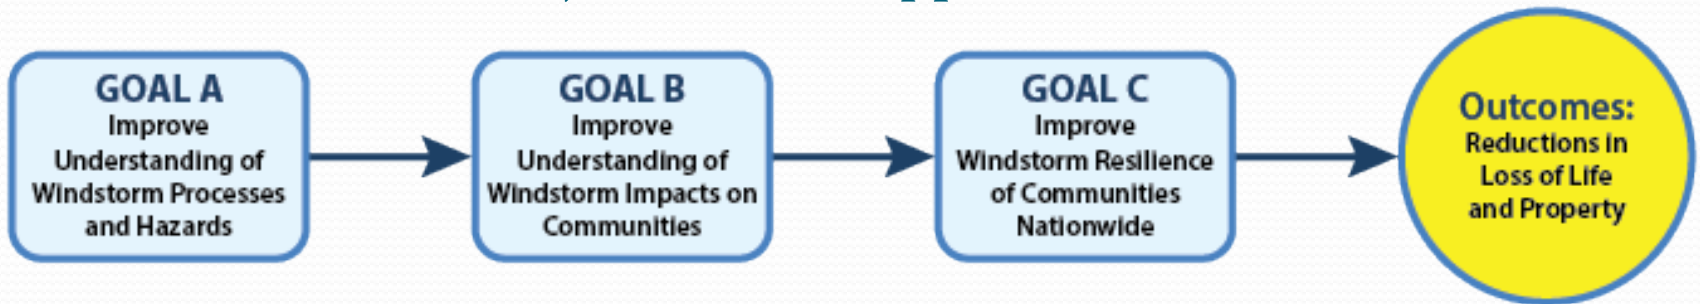 GOAL A
Improve
Understanding of
Windstorm Processes
and Hazards
GOAL B
Improve
Understanding of
Windstorm Impacts on
Communities
GOAL C
Improve
Windstorm Resilience
of Communities
Nationwide
Outcomes:
Reductions in
Loss of Life
and Property